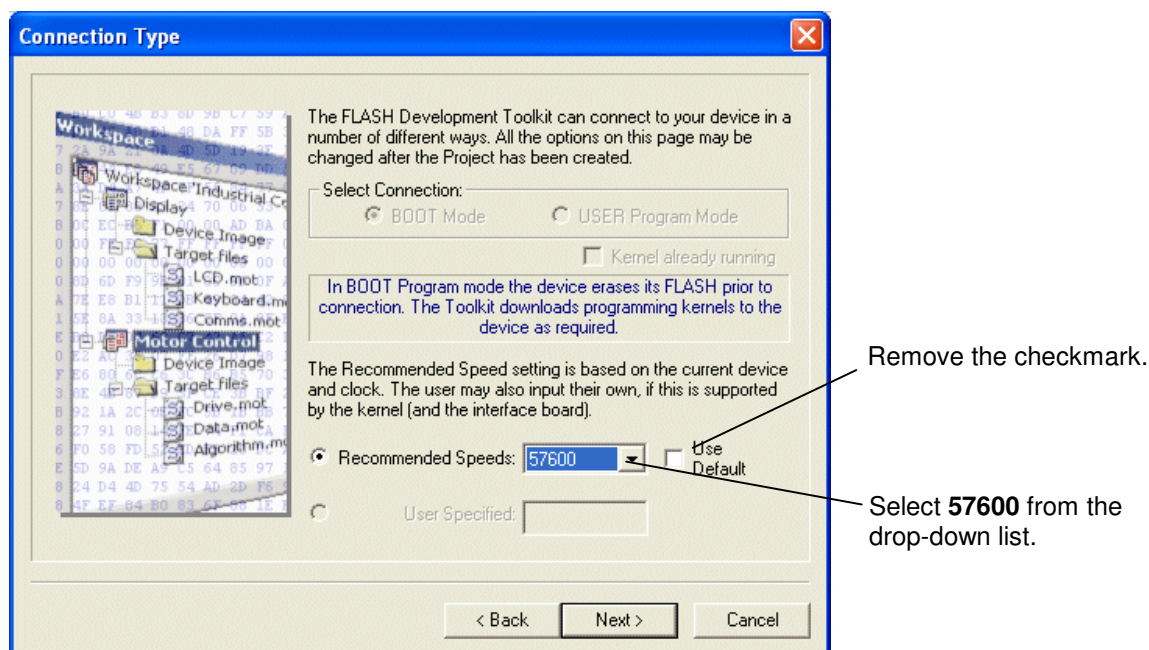 Connection Type
The FLASH Development Toolkit can connect to your device in a
number of different ways. All the options on this page may be
changed after the Project has been created.
Select Connection:
BOOT Mode
USER Program Mode
Kernel already running
In BOOT Program mode the device erases its FLASH prior to
connection. The Toolkit downloads programming kernels to the
device as required.
The Recommended Speed setting is based on the current device
and clock. The user may also input their own, if this is supported
by the kernel (and the interface board).
Recommended Speeds: 57600
Use
Default
User Specified:
< Back
Next >
Cancel
Workspace
Workspace 'Industrial
Display
Device Image
Target files
LCD.mot
Keyboard.m
Comms.mot
Motor Control
Device Image
Target files
Drive.mot
Data.mot
Algorithm.m
Remove the checkmark.
Select 57600 from the
drop-down list.